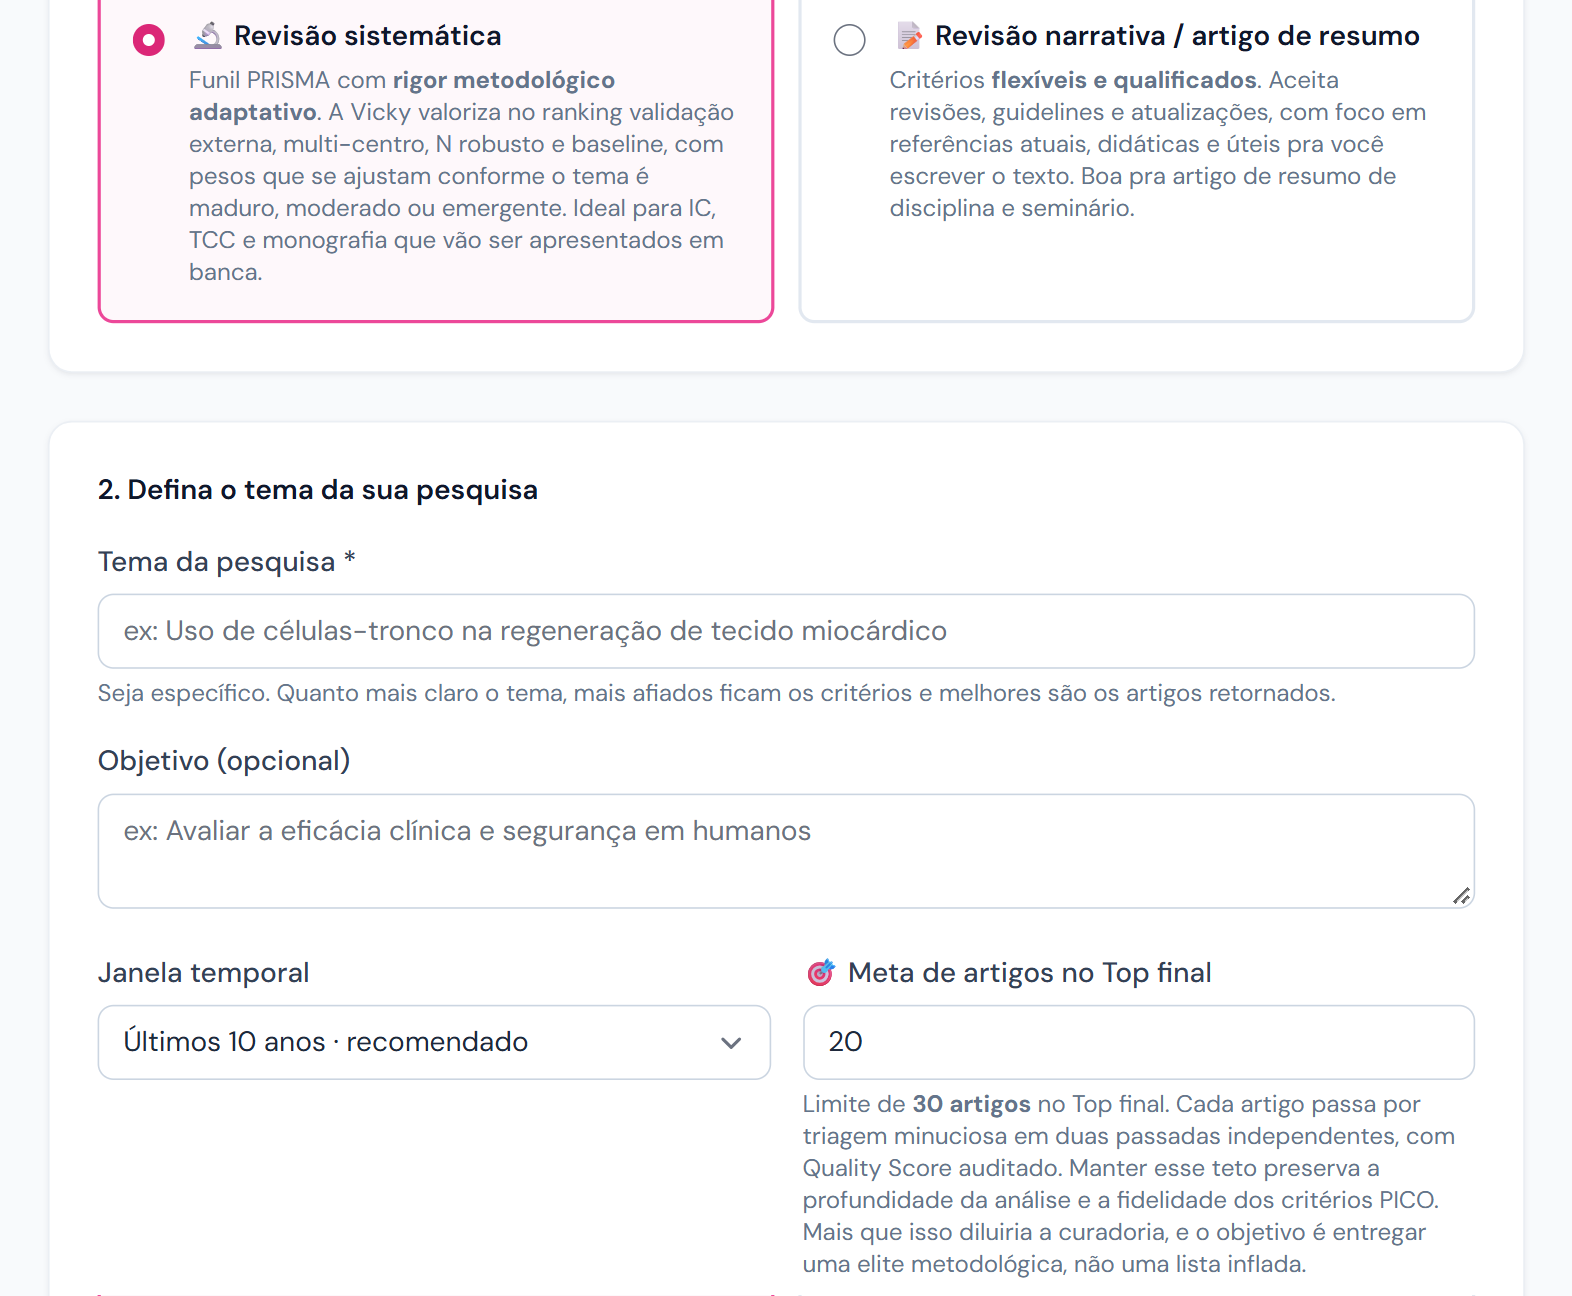 Revisão sistemática
Funil PRISMA com rigor metodológico
adaptativo. A Vicky valoriza no ranking validação
externa, multi-centro, N robusto e baseline, com
pesos que se ajustam conforme o tema é
maduro, moderado ou emergente. Ideal para IC,
TCC e monografia que vão ser apresentados em
banca.
Revisão narrativa / artigo de resumo
Critérios flexíveis e qualificados. Aceita
revisões, guidelines e atualizações, com foco em
referências atuais, didáticas e úteis pra você
escrever o texto. Boa pra artigo de resumo de
disciplina e seminário.
2. Defina o tema da sua pesquisa
Tema da pesquisa *
ex: Uso de células-tronco na regeneração de tecido miocárdico
Seja específico. Quanto mais claro o tema, mais afiados ficam os critérios e melhores são os artigos retornados.
Objetivo (opcional)
ex: Avaliar a eficácia clínica e segurança em humanos
Janela temporal
Últimos 10 anos · recomendado
Meta de artigos no Top final
20
Limite de 30 artigos no Top final. Cada artigo passa por
triagem minuciosa em duas passadas independentes, com
Quality Score auditado. Manter esse teto preserva a
profundidade da análise e a fidelidade dos critérios PICO.
Mais que isso diluiria a curadoria, e o objetivo é entregar
uma elite metodológica, não uma lista inflada.